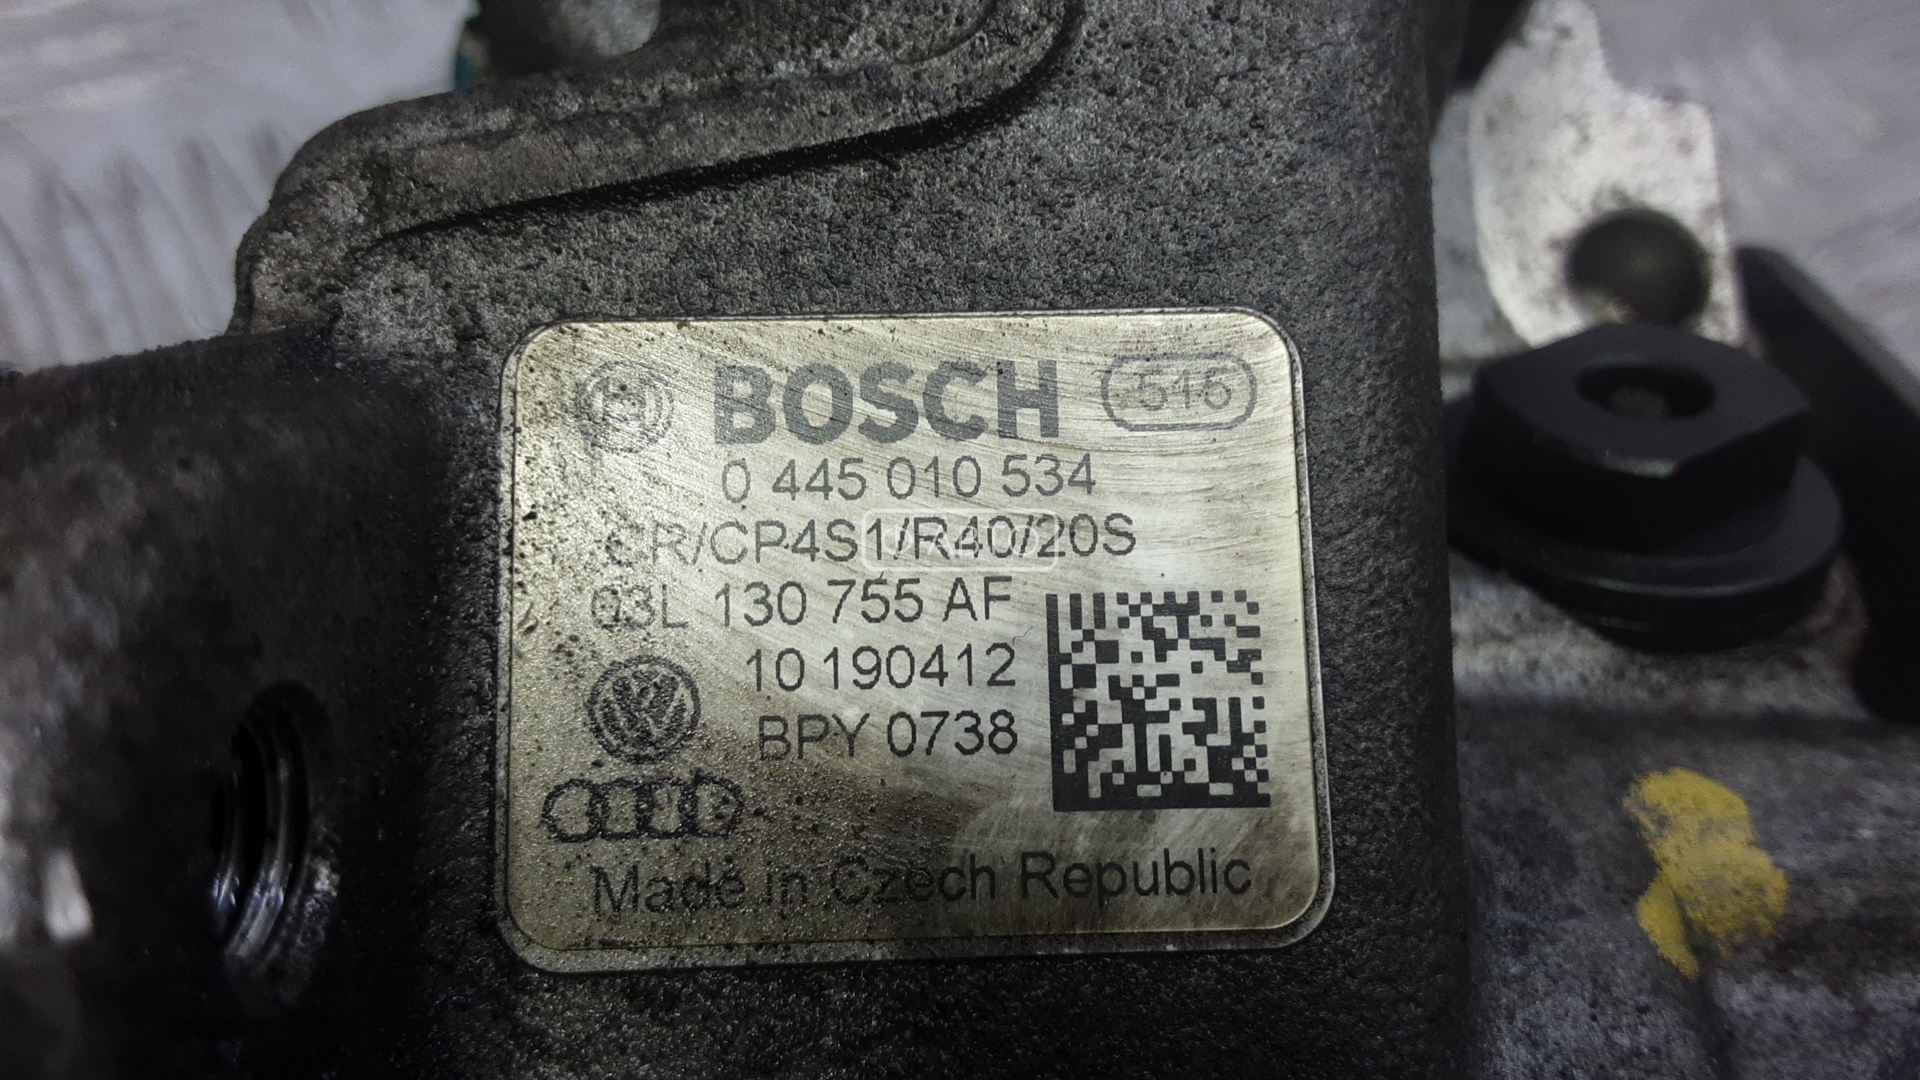 BOSCH 516
0 445 010 534
CR/CP4S1/R40/20S
03L 130 755 AF
10 190412
BPY 0738
Made in Czech Republic